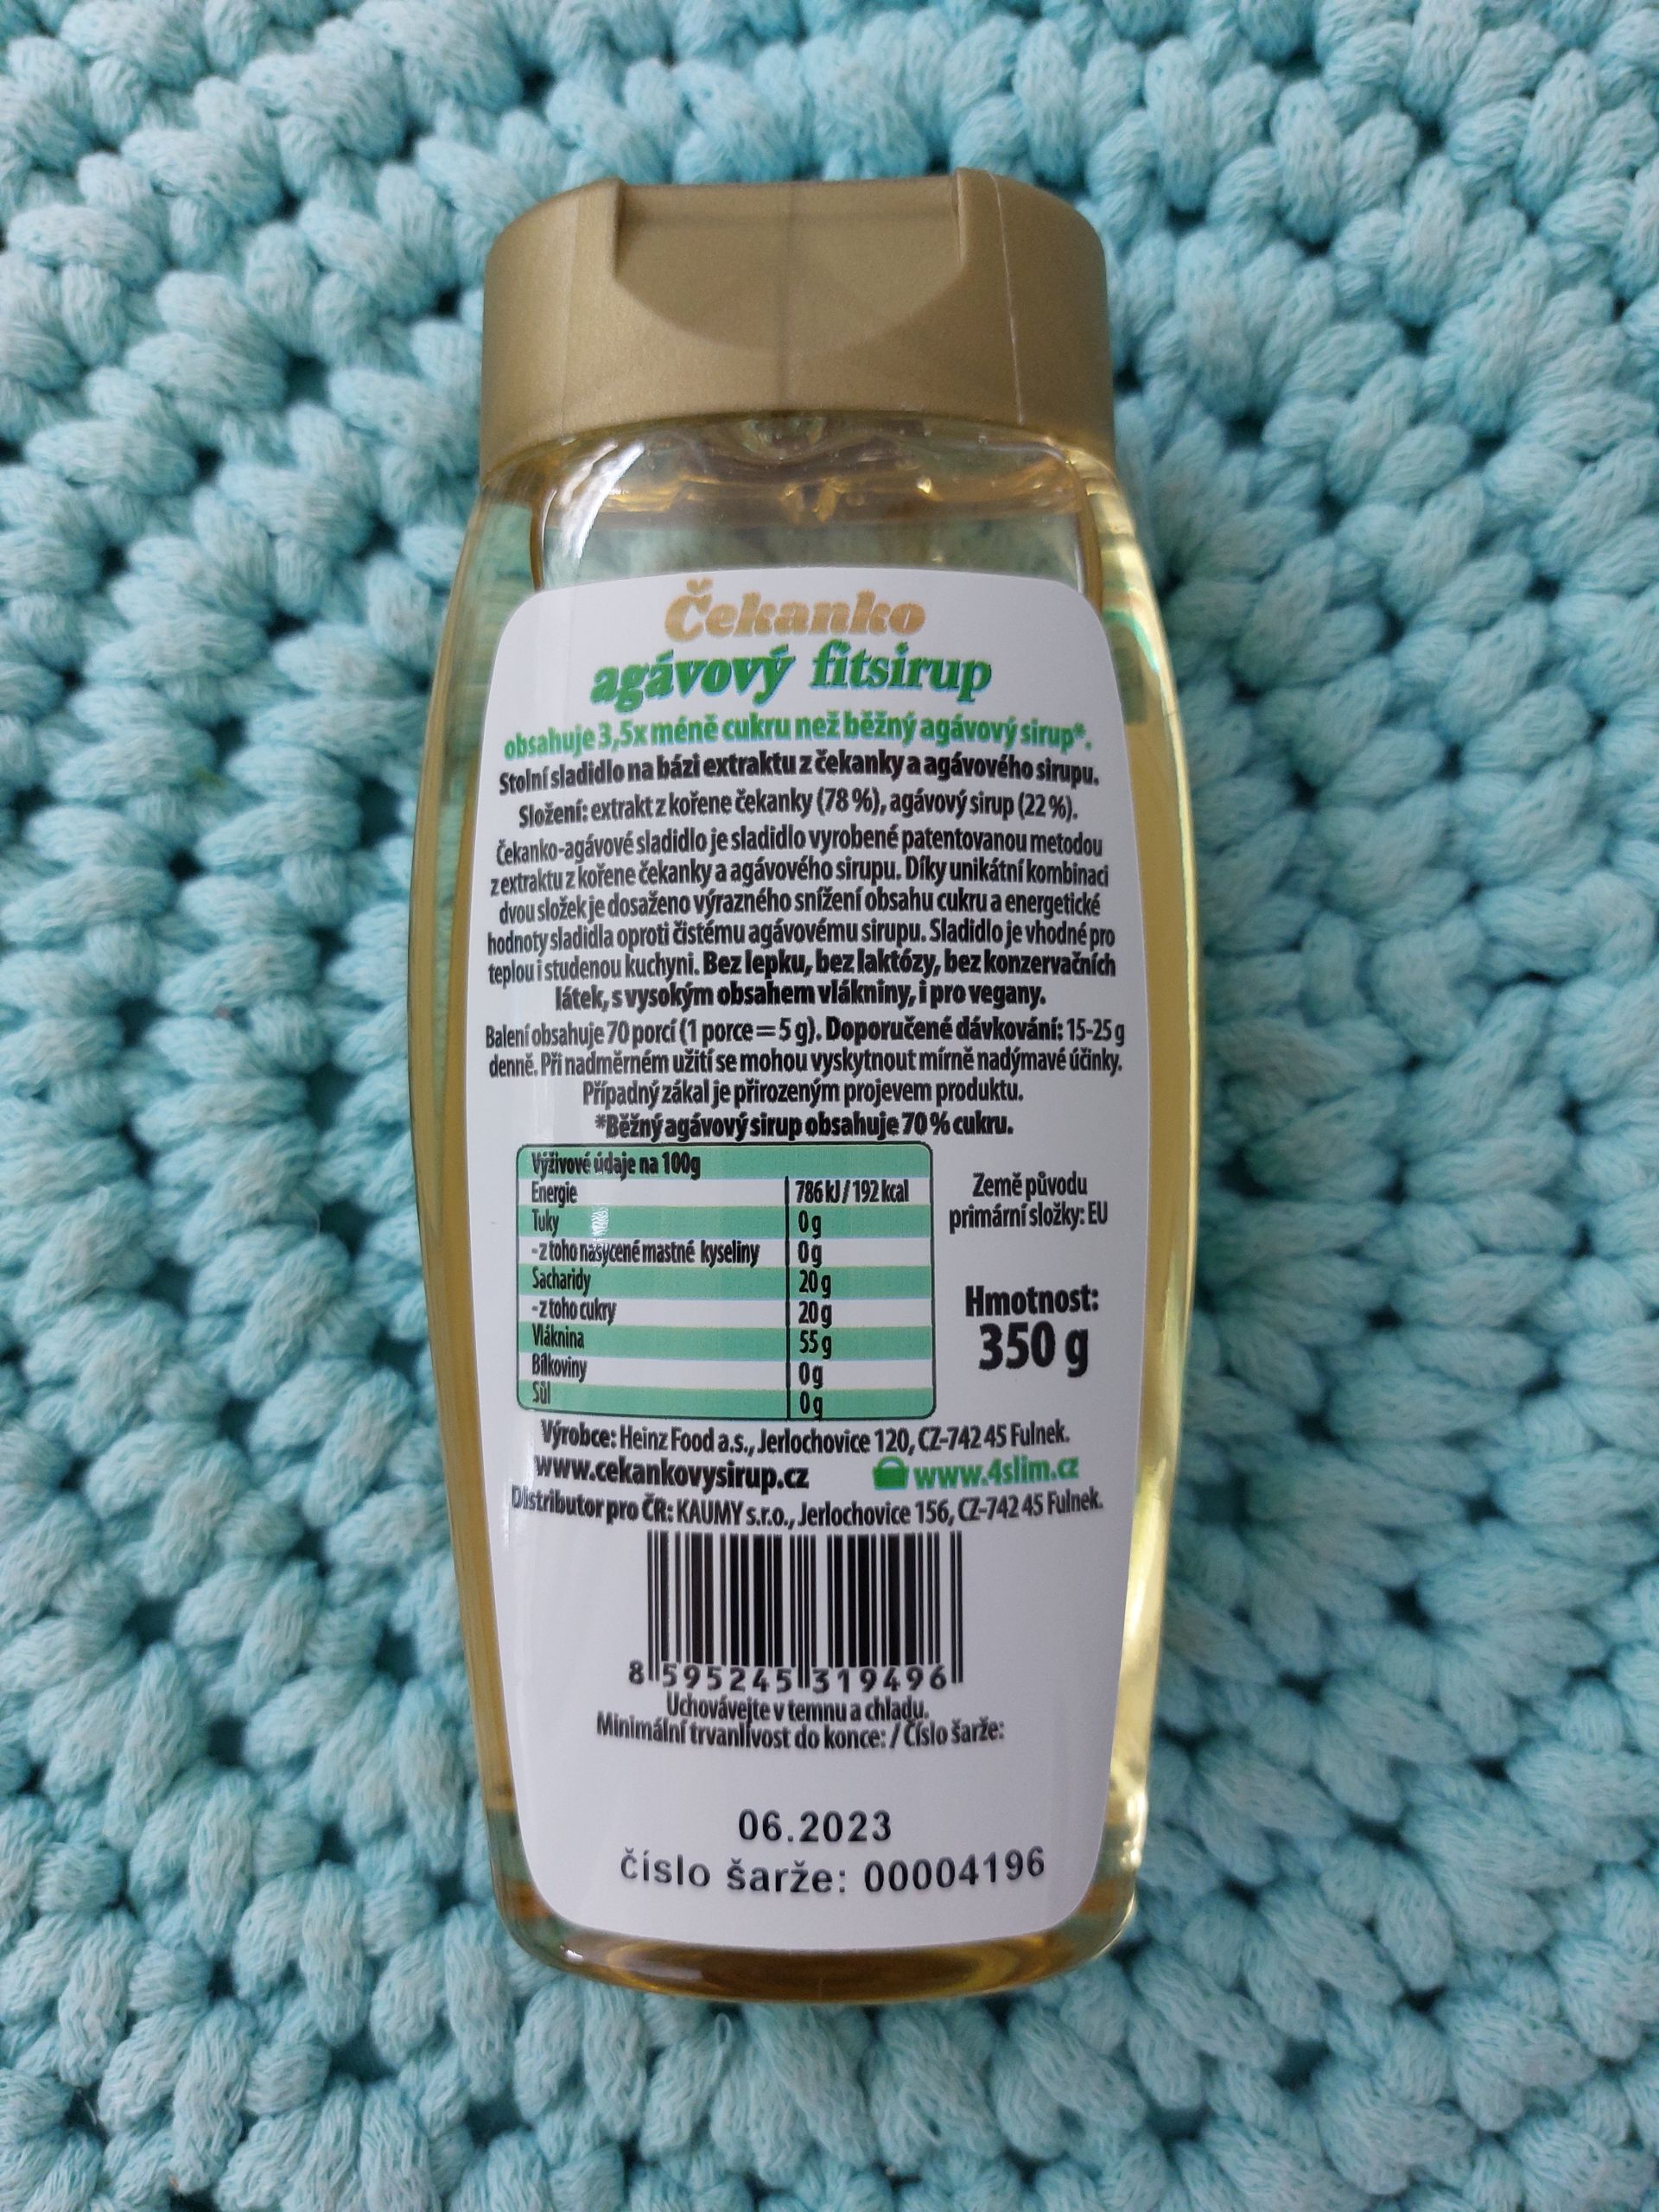 Čekanko
agávový fitsirup
obsahuje 3,5x méně cukru než běžný agávový sirup*.
Stolní sladidlo na bázi extraktu z čekanky a agávového sirupu.
Složení: extrakt z kořene čekanky (78 %), agávový sirup (22 %).
Čekanko-agávové sladidlo je sladidlo vyrobené patentovanou metodou
z extraktu z kořene čekanky a agávového sirupu. Díky unikátní kombinaci
dvou složek je dosaženo výrazného snížení obsahu cukru a energetické
hodnoty sladidla oproti čistému agávovému sirupu. Sladidlo je vhodné pro
teplou i studenou kuchyni. Bez lepku, bez laktózy, bez konzervačních
látek, s vysokým obsahem vlákniny, i pro vegany.
Balení obsahuje 70 porcí (1 porce = 5 g). Doporučené dávkování: 15-25 g
denně. Při nadměrném užití se mohou vyskytnout mírně nadýmavé účinky.
Případný zákal je přirozeným projevem produktu.
*Běžný agávový sirup obsahuje 70 % cukru.
Výživové údaje na 100g
Energie 786 kJ / 192 kcal
Tuky 0 g
-z toho nasycené mastné kyseliny 0 g
Sacharidy 20 g
-z toho cukry 20 g
Vláknina 55 g
Bílkoviny 0 g
Sůl 0 g
Země původu
primární složky: EU
Hmotnost:
350 g
Výrobce: Heinz Food a.s., Jerlochovice 120, CZ-742 45 Fulnek.
www.cekankovysirup.cz www.4slim.cz
Distributor pro ČR: KAUMY s.r.o., Jerlochovice 156, CZ-742 45 Fulnek.
8 595245 319496
Uchovávejte v temnu a chladu.
Minimální trvanlivost do konce: / Číslo šarže:
06.2023
číslo šarže: 00004196